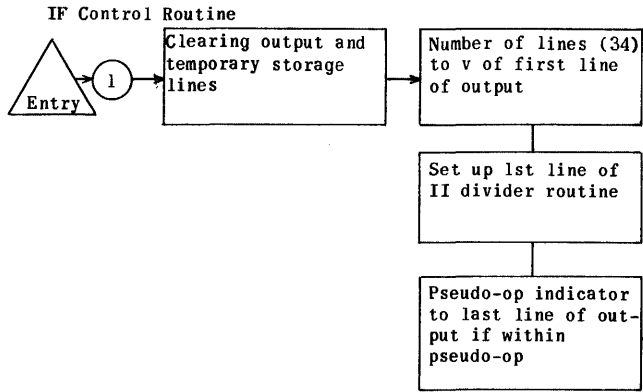 IF Control Routine
Entry
1
Clearing output and
temporary storage
lines
Number of lines (34)
to v of first line
of output
Set up 1st line of
II divider routine
Pseudo-op indicator
to last line of out-
put if within
pseudo-op